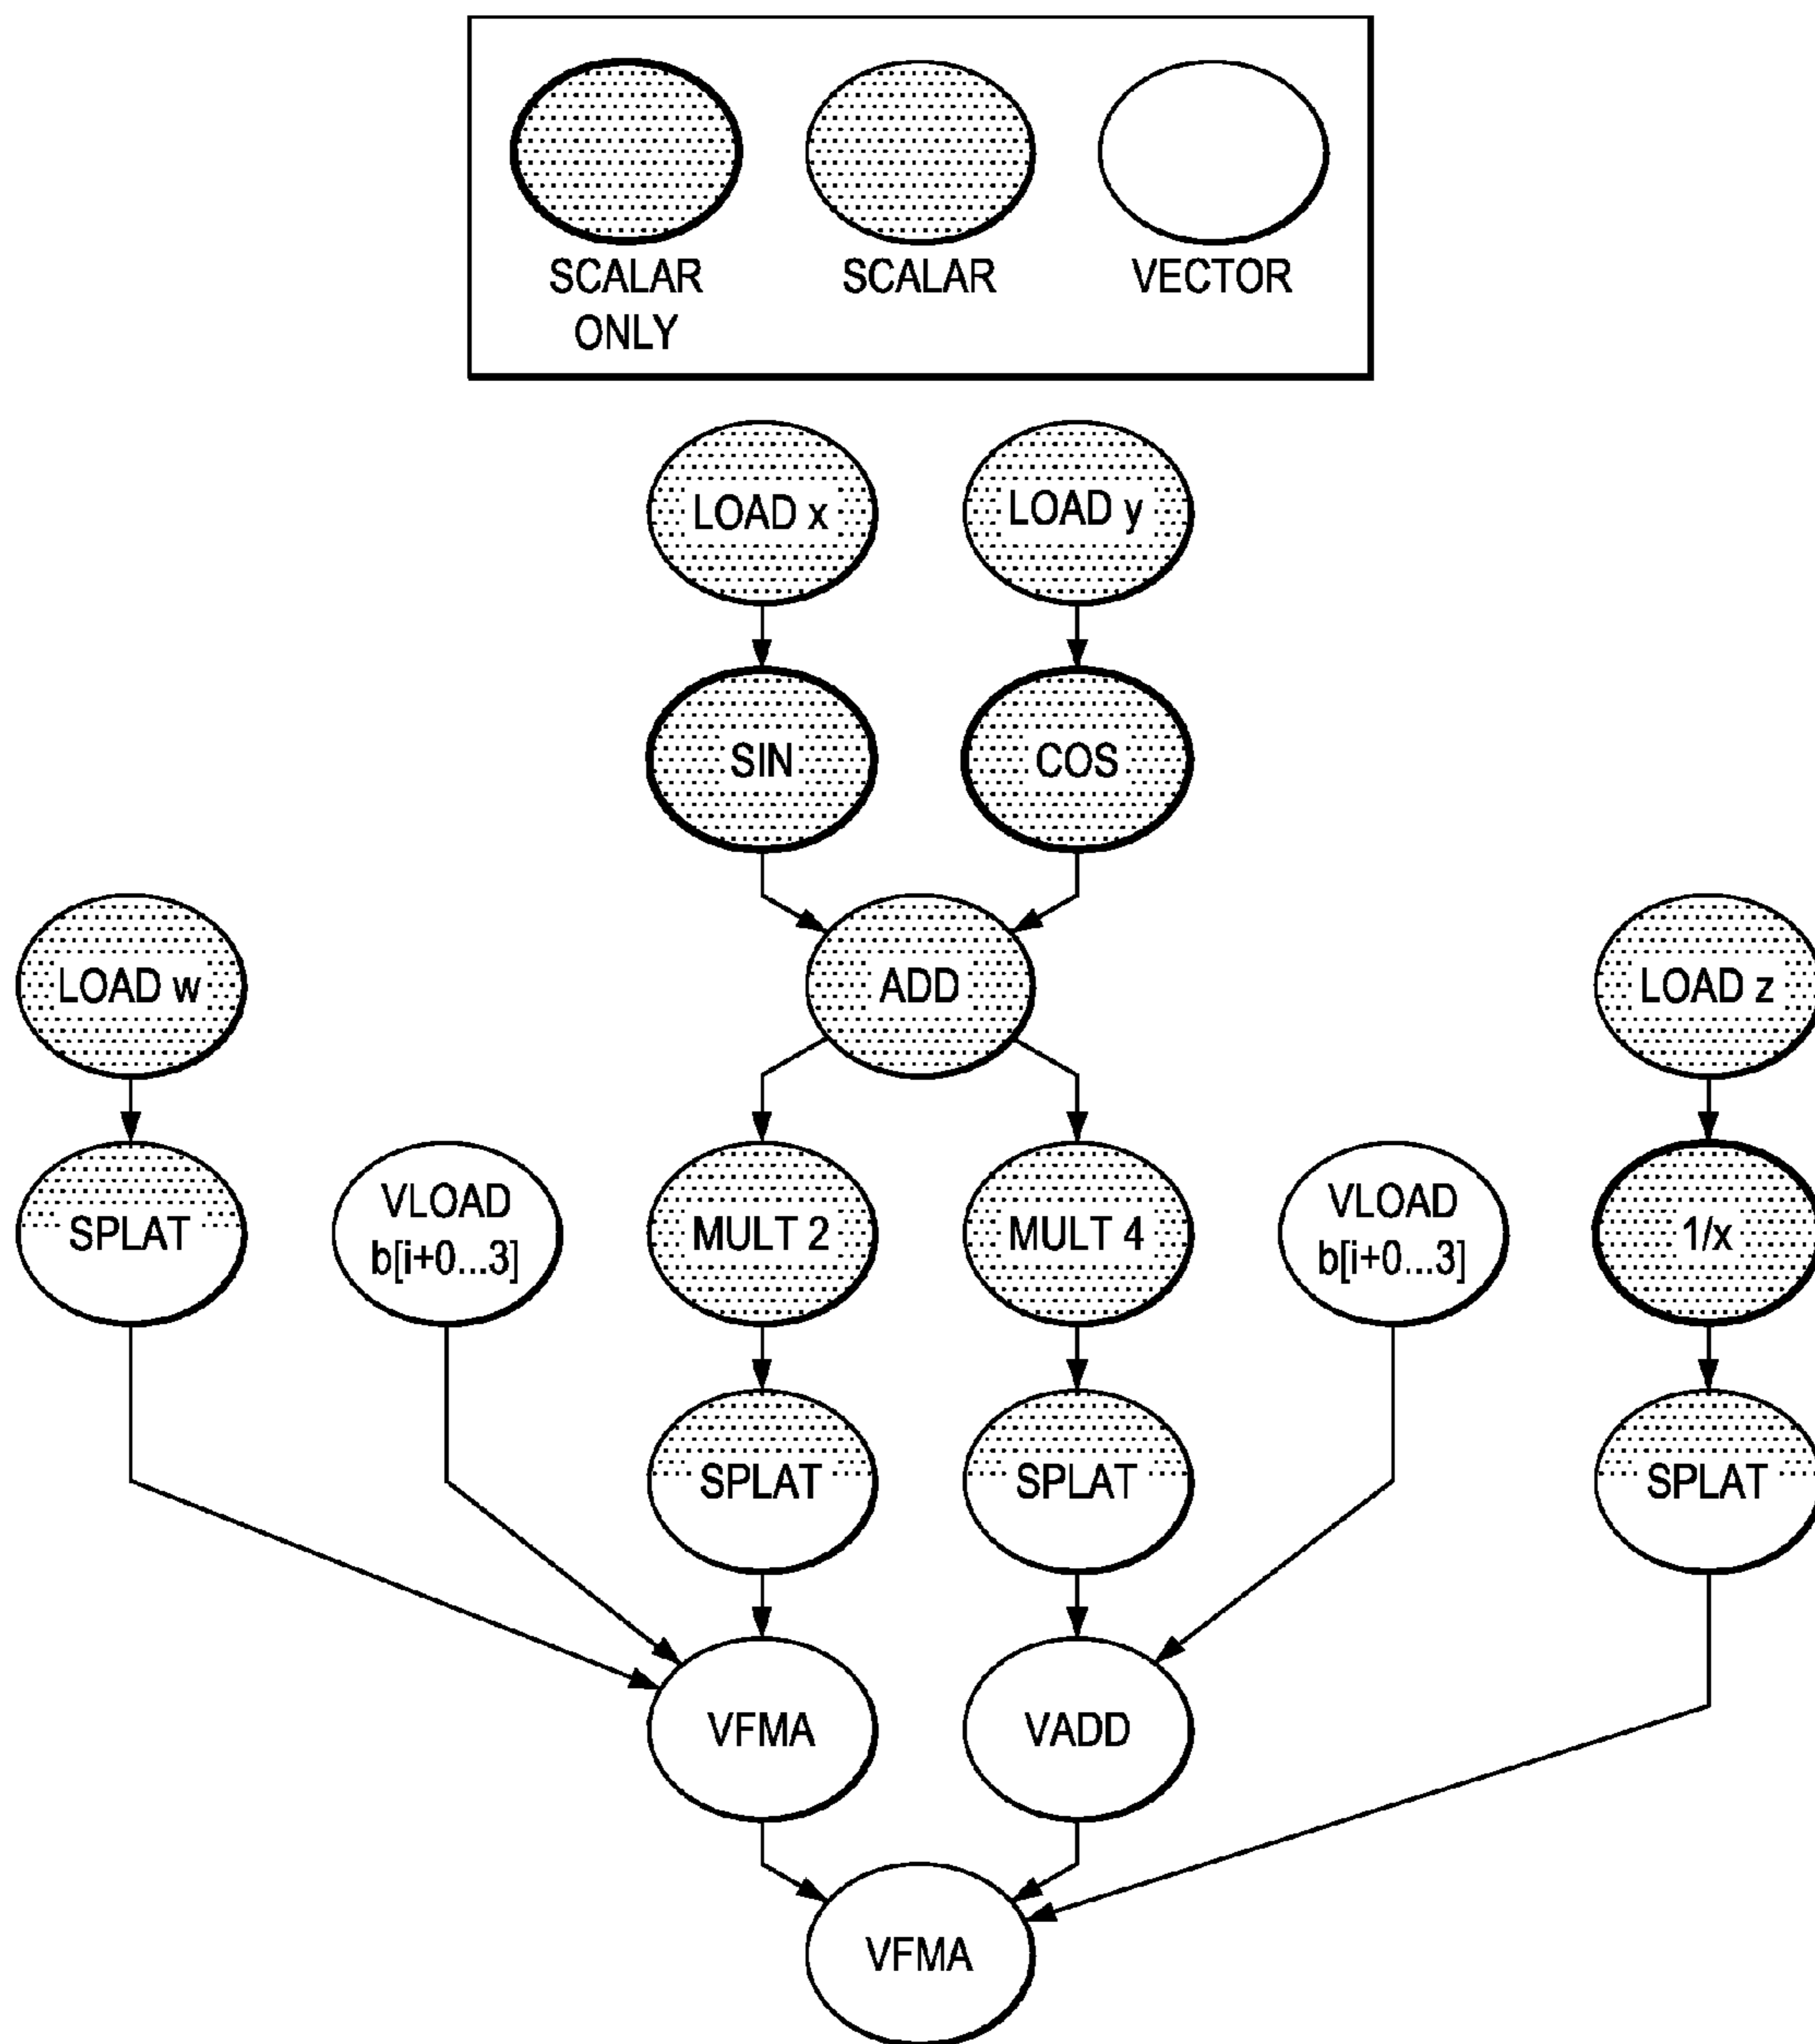 SCALAR
ONLY
SCALAR
VECTOR
LOAD x
LOAD y
SIN
COS
LOAD w
ADD
LOAD z
SPLAT
VLOAD
b[i+0...3]
MULT 2
MULT 4
VLOAD
b[i+0...3]
1/x
SPLAT
SPLAT
SPLAT
VFMA
VADD
VFMA